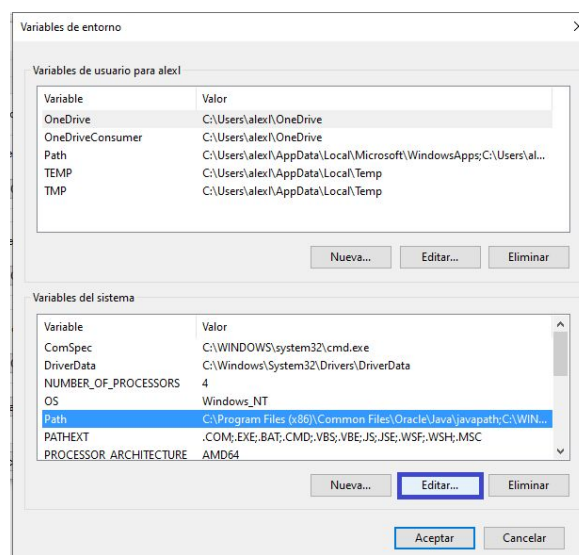 Variables de entorno
Variables de usuario para alexl
Variable Valor
OneDrive C:\Users\alexl\OneDrive
OneDriveConsumer C:\Users\alexl\OneDrive
Path C:\Users\alexl\AppData\Local\Microsoft\WindowsApps;C:\Users\al...
TEMP C:\Users\alexl\AppData\Local\Temp
TMP C:\Users\alexl\AppData\Local\Temp
Nueva... Editar... Eliminar
Variables del sistema
Variable Valor
ComSpec C:\WINDOWS\system32\cmd.exe
DriverData C:\Windows\System32\Drivers\DriverData
NUMBER_OF_PROCESSORS 4
OS Windows_NT
Path C:\Program Files (x86)\Common Files\Oracle\Java\javapath;C:\WIN...
PATHEXT .COM;.EXE;.BAT;.CMD;.VBS;.VBE;.JS;.JSE;.WSF;.WSH;.MSC
PROCESSOR_ARCHITECTURE AMD64
Nueva... Editar... Eliminar
Aceptar Cancelar